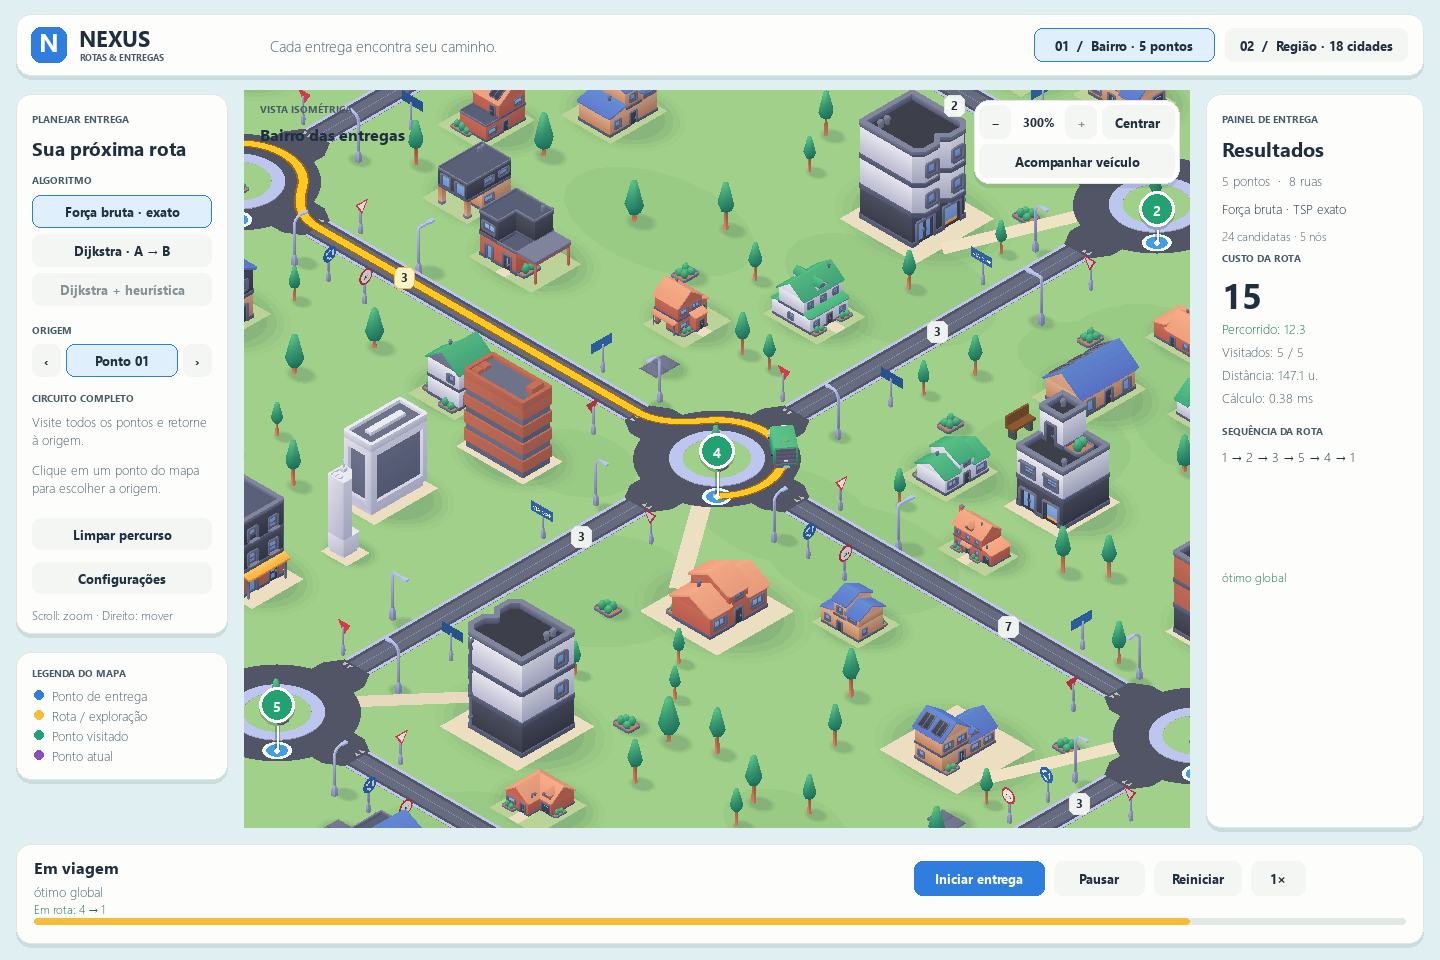 N
NEXUS
ROTAS & ENTREGAS
Cada entrega encontra seu caminho.
01 / Bairro · 5 pontos
02 / Região · 18 cidades
PLANEJAR ENTREGA
Sua próxima rota
ALGORITMO
Força bruta · exato
Dijkstra · A → B
Dijkstra + heurística
ORIGEM
‹
Ponto 01
›
CIRCUITO COMPLETO
Visite todos os pontos e retorne
à origem.
Clique em um ponto do mapa
para escolher a origem.
Limpar percurso
Configurações
Scroll: zoom · Direito: mover
LEGENDA DO MAPA
Ponto de entrega
Rota / exploração
Ponto visitado
Ponto atual
VISTA ISOMÉTRICA
Bairro das entregas
2
−
300%
+
Centrar
Acompanhar veículo
2
3
3
4
3
7
5
3
PAINEL DE ENTREGA
Resultados
5 pontos · 8 ruas
Força bruta · TSP exato
24 candidatas · 5 nós
CUSTO DA ROTA
15
Percorrido: 12.3
Visitados: 5 / 5
Distância: 147.1 u.
Cálculo: 0.38 ms
SEQUÊNCIA DA ROTA
1 → 2 → 3 → 5 → 4 → 1
ótimo global
Em viagem
ótimo global
Em rota: 4 → 1
Iniciar entrega
Pausar
Reiniciar
1×